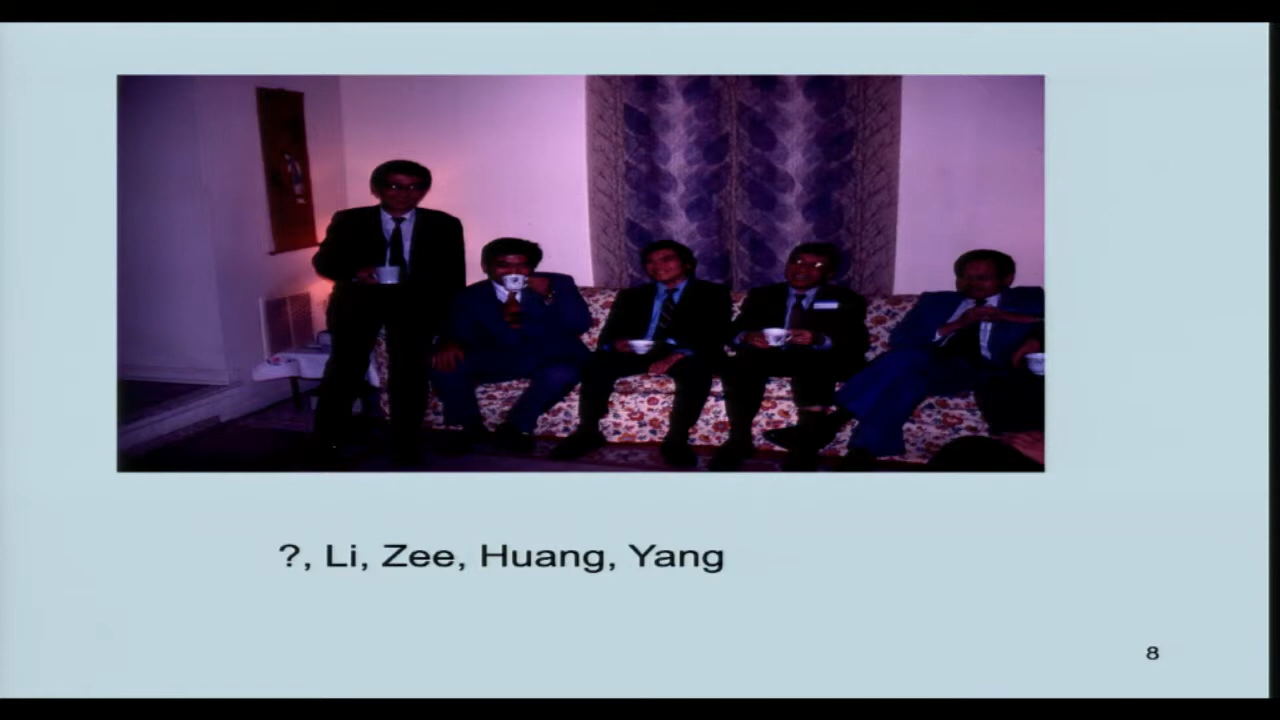 ?, Li, Zee, Huang, Yang
8